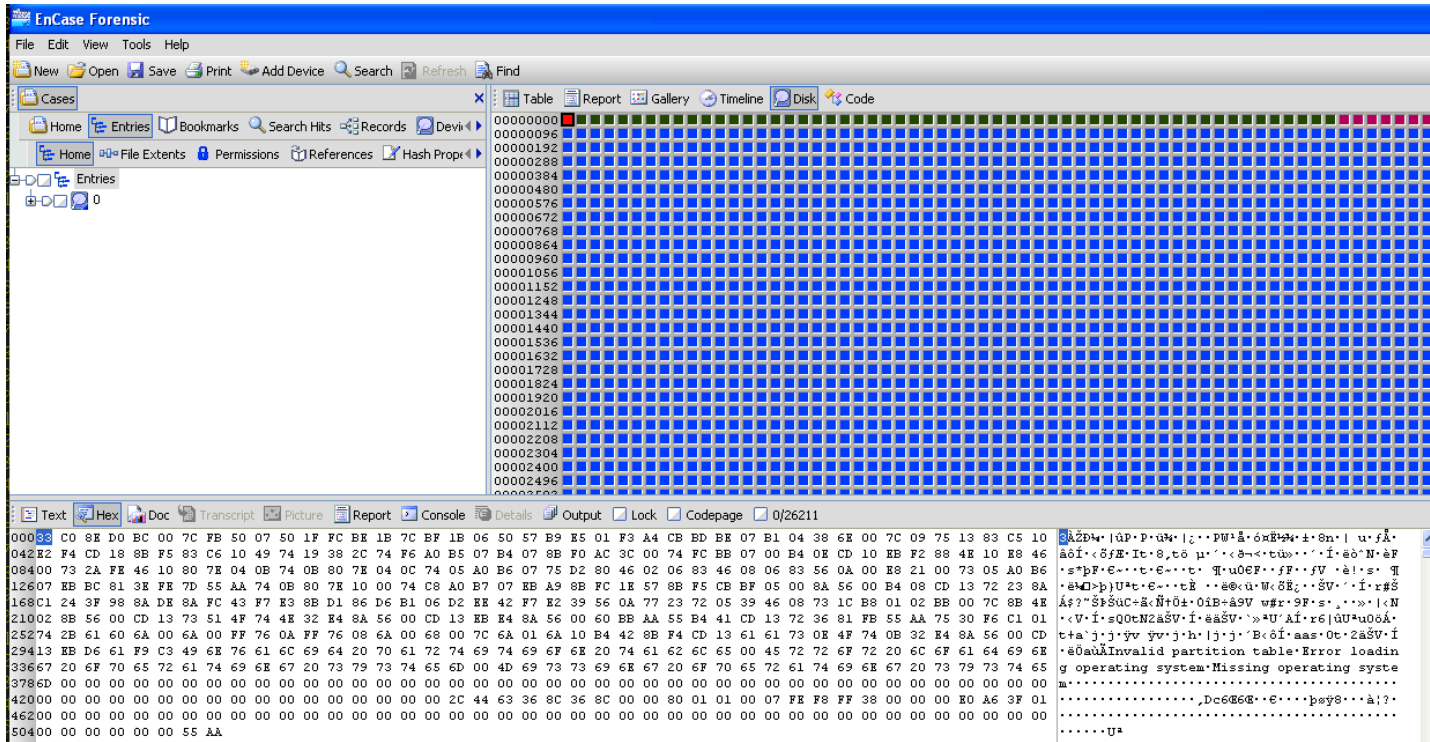 EnCase Forensic
File Edit View Tools Help
New Open Save Print Add Device Search Refresh Find
Cases
Table Report Gallery Timeline Disk Code
Home Entries Bookmarks Search Hits Records Devi
Home File Extents Permissions References Hash Prope
Entries
0
00000000
00000096
00000192
00000288
00000384
00000480
00000576
00000672
00000768
00000864
00000960
00001056
00001152
00001248
00001344
00001440
00001536
00001632
00001728
00001824
00001920
00002016
00002112
00002208
00002304
00002400
00002496
Text Hex Doc Transcript Picture Report Console Details Output Lock Codepage 0/26211
000 33 C0 8E D0 BC 00 7C FB 50 07 50 1F FC BE 1B 7C BF 1B 06 50 57 B9 E5 01 F3 A4 CB BD BE 07 B1 04 38 6E 00 7C 09 75 13 83 C5 10
042 E2 F4 CD 18 8B F5 83 C6 10 49 74 19 38 2C 74 F6 A0 B5 07 B4 07 8B F0 AC 3C 00 74 FC BB 07 00 B4 0E CD 10 EB F2 88 4E 10 E8 46
084 00 73 2A FE 46 10 80 7E 04 0B 74 0B 80 7E 04 0C 74 05 A0 B6 07 75 D2 80 46 02 06 83 46 08 06 83 56 0A 00 E8 21 00 73 05 A0 B6
126 07 EB BC 81 3E FE 7D 55 AA 74 0B 80 7E 10 00 74 C8 A0 B7 07 EB A9 8B FC 1E 57 8B F5 CB BF 05 00 8A 56 00 B4 08 CD 13 72 23 8A
168 C1 24 3F 98 8A DE 8A FC 43 F7 E3 8B D1 86 D6 B1 06 D2 EE 42 F7 E2 39 56 0A 77 23 72 05 39 46 08 73 1C B8 01 02 BB 00 7C 8B 4E
210 02 8B 56 00 CD 13 73 51 4F 74 4E 32 E4 8A 56 00 CD 13 EB E4 8A 56 00 60 BB AA 55 B4 41 CD 13 72 36 81 FB 55 AA 75 30 F6 C1 01
252 74 2B 61 60 6A 00 6A 00 FF 76 0A FF 76 08 6A 00 68 00 7C 6A 01 6A 10 B4 42 8B F4 CD 13 61 61 73 0E 4F 74 0B 32 E4 8A 56 00 CD
294 13 EB D6 61 F9 C3 49 6E 76 61 6C 69 64 20 70 61 72 74 69 74 69 6F 6E 20 74 61 62 6C 65 00 45 72 72 6F 72 20 6C 6F 61 64 69 6E
Invalid partition table·Error loadin
336 67 20 6F 70 65 72 61 74 69 6E 67 20 73 79 73 74 65 6D 00 4D 69 73 73 69 6E 67 20 6F 70 65 72 61 74 69 6E 67 20 73 79 73 74 65
g operating system·Missing operating syste
378 6D 00 00 00 00 00 00 00 00 00 00 00 00 00 00 00 00 00 00 00 00 00 00 00 00 00 00 00 00 00 00 00 00 00 00 00 00 00 00 00 00 00
m
420 00 00 00 00 00 00 00 00 00 00 00 00 00 00 00 00 00 2C 44 63 36 8C 36 8C 00 00 80 01 01 00 07 FE F8 FF 38 00 00 00 E0 A6 3F 01
462 00 00 00 00 00 00 00 00 00 00 00 00 00 00 00 00 00 00 00 00 00 00 00 00 00 00 00 00 00 00 00 00 00 00 00 00 00 00 00 00 00 00
504 00 00 00 00 00 00 55 AA